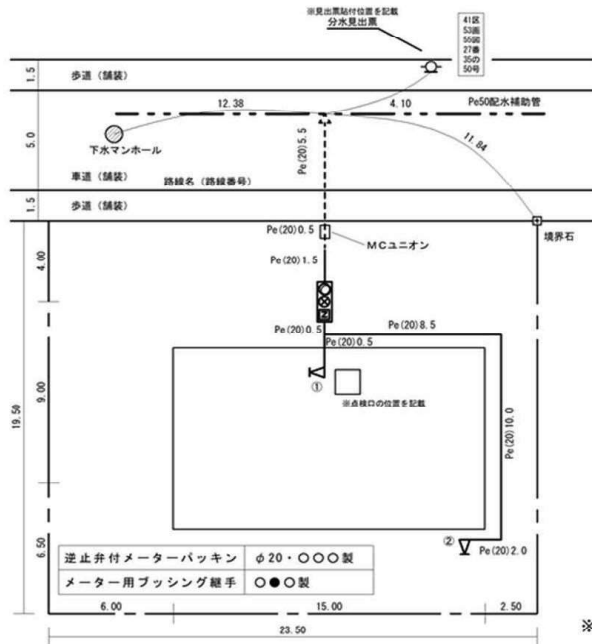 ※見出票貼付位置を記載
分水見出票
41区
53画
55図
27番
35の
50号
1.5
歩道（舗装）
12.38
4.10
Pe50配水補助管
5.0
下水マンホール
Pe(20)5.5
11.84
車道（舗装）
路線名（路線番号）
1.5
歩道（舗装）
Pe(20)0.5
MCユニオン
境界石
4.00
Pe(20)1.5
Pe(20)0.5
Pe(20)8.5
Pe(20)0.5
①
※点検口の位置を記載
9.00
19.50
Pe(20)10.0
②
Pe(20)2.0
6.50
逆止弁付メーターパッキン φ20・○○○製
メーター用ブッシング継手 ○●○製
6.00
15.00
2.50
23.50
※